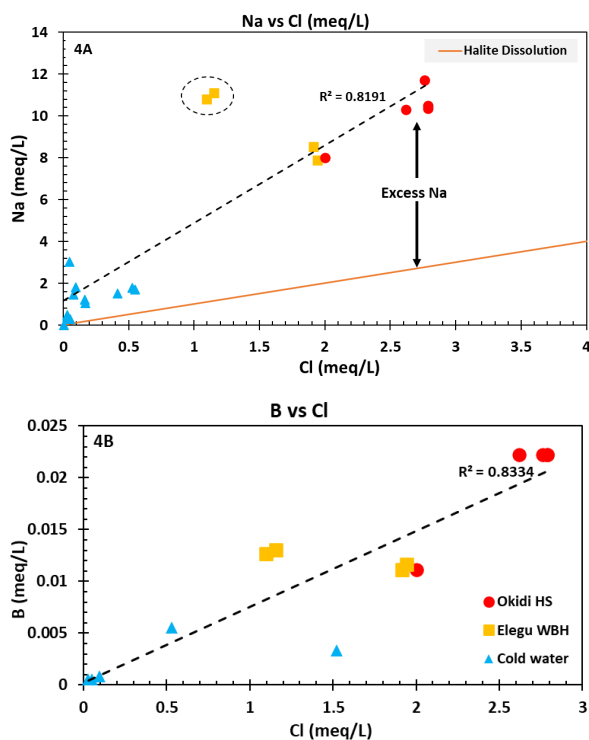 Na vs Cl (meq/L)
4A
Halite Dissolution
R² = 0.8191
Excess Na
Na (meq/L)
14
12
10
8
6
4
2
0
0 0.5 1 1.5 2 2.5 3 3.5 4
Cl (meq/L)
B vs Cl
4B
R² = 0.8334
B (meq/L)
0.025
0.02
0.015
0.01
0.005
0
Okidi HS
Elegu WBH
Cold water
0 0.5 1 1.5 2 2.5 3
Cl (meq/L)